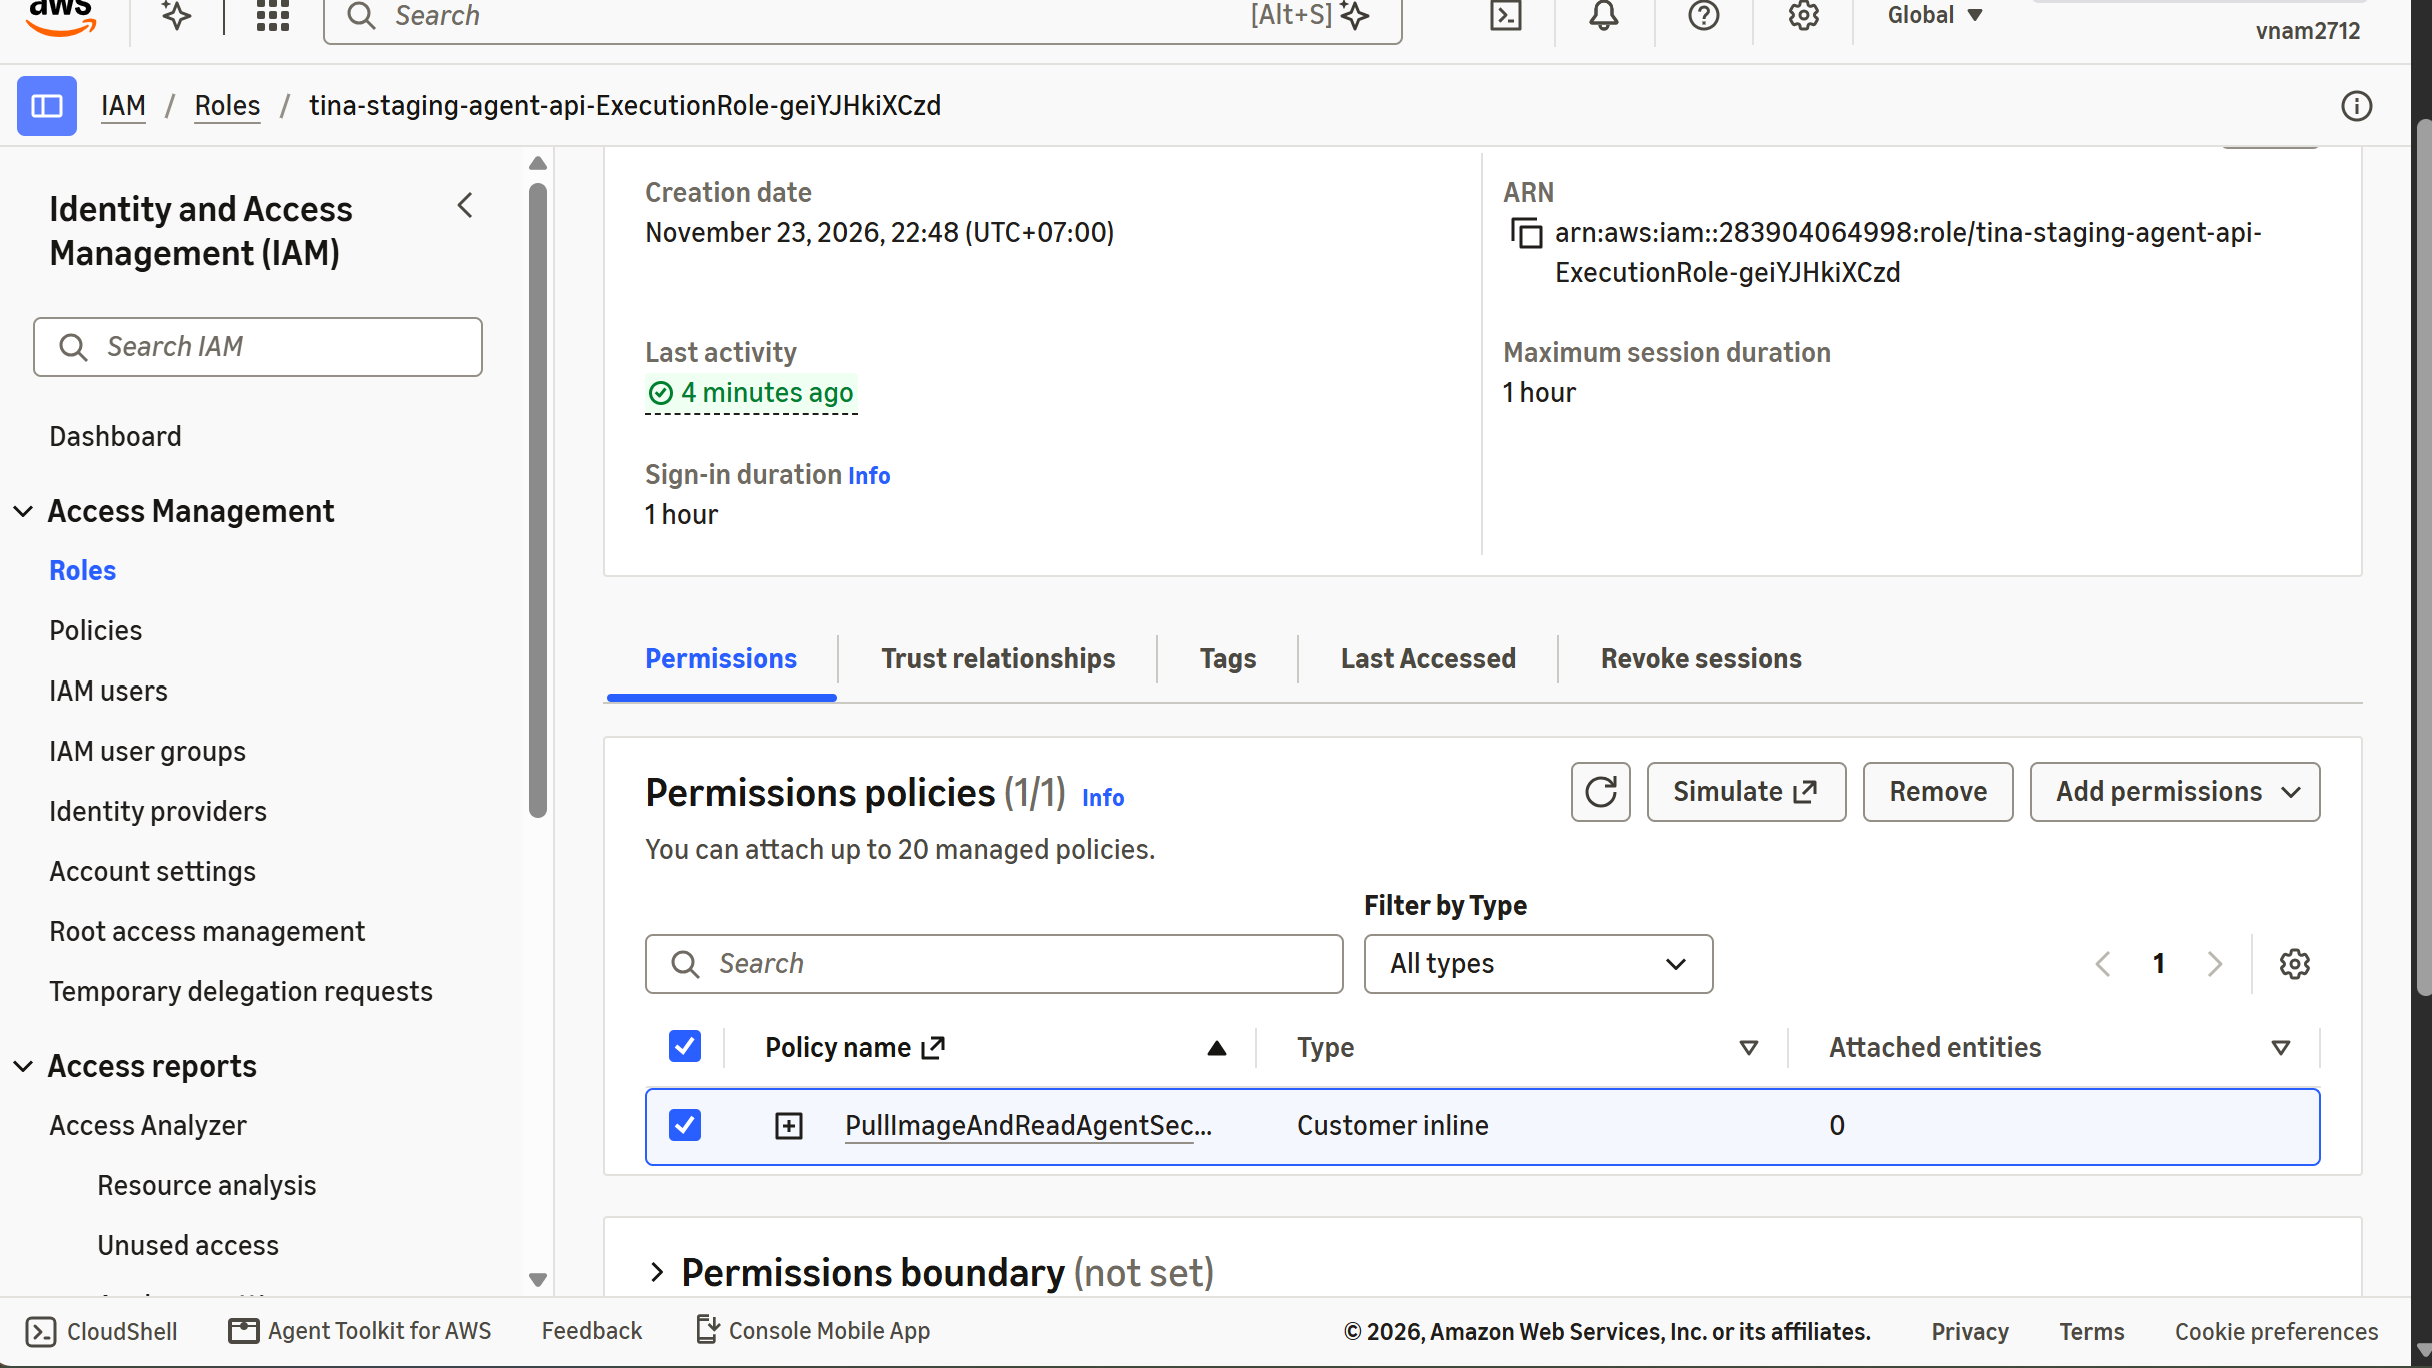 aws
Search [Alt+S]
Global
vnam2712
IAM / Roles / tina-staging-agent-api-ExecutionRole-geiYJHkiXCzd
Identity and Access
Management (IAM)
Search IAM
Dashboard
Access Management
Roles
Policies
IAM users
IAM user groups
Identity providers
Account settings
Root access management
Temporary delegation requests
Access reports
Access Analyzer
Resource analysis
Unused access
Creation date
November 23, 2026, 22:48 (UTC+07:00)
ARN
arn:aws:iam::283904064998:role/tina-staging-agent-api-
ExecutionRole-geiYJHkiXCzd
Last activity
4 minutes ago
Maximum session duration
1 hour
Sign-in duration Info
1 hour
Permissions
Trust relationships
Tags
Last Accessed
Revoke sessions
Permissions policies (1/1) Info
Simulate
Remove
Add permissions
You can attach up to 20 managed policies.
Filter by Type
Search
All types
1
Policy name
Type
Attached entities
PullImageAndReadAgentSec...
Customer inline
0
Permissions boundary (not set)
CloudShell
Agent Toolkit for AWS
Feedback
Console Mobile App
© 2026, Amazon Web Services, Inc. or its affiliates.
Privacy
Terms
Cookie preferences